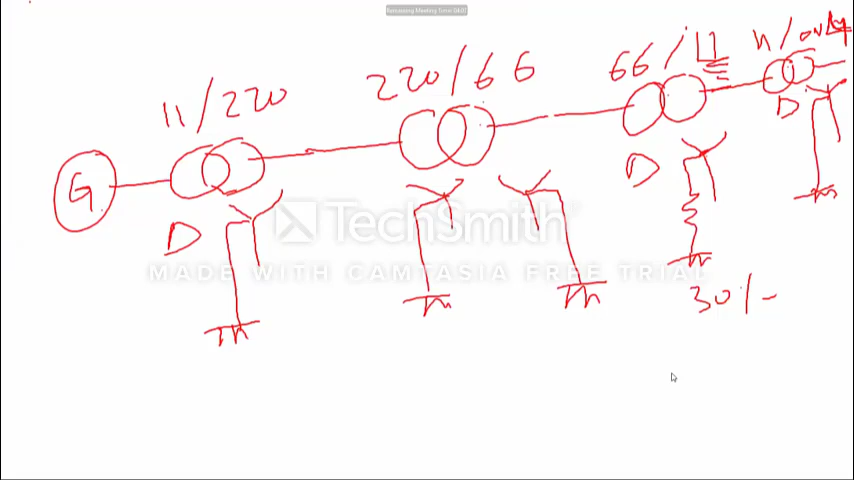 11/220
220/66
66/11
G
D
D
D
30%
TechSmith
MADE WITH CAMTASIA FREE TRIAL